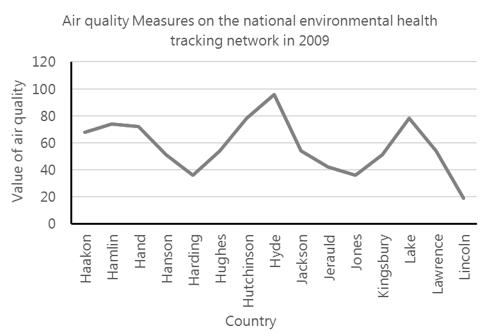 Air quality Measures on the national environmental health
tracking network in 2009
Value of air quality
120
100
80
60
40
20
0
Haakon
Hamlin
Hand
Hanson
Harding
Hughes
Hutchinson
Hyde
Jackson
Jerauld
Jones
Kingsbury
Lake
Lawrence
Lincoln
Country